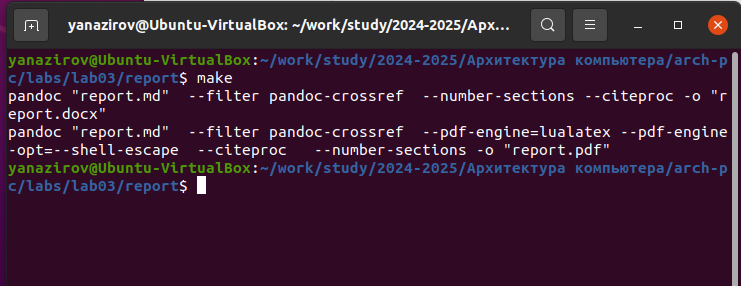 yanazirov@Ubuntu-VirtualBox: ~/work/study/2024-2025/Арх...
yanazirov@Ubuntu-VirtualBox:~/work/study/2024-2025/Архитектура компьютера/arch-p
c/labs/lab03/report$ make
pandoc "report.md"  --filter pandoc-crossref  --number-sections --citeproc -o "r
eport.docx"
pandoc "report.md"  --filter pandoc-crossref  --pdf-engine=lualatex --pdf-engine
-opt=--shell-escape  --citeproc   --number-sections -o "report.pdf"
yanazirov@Ubuntu-VirtualBox:~/work/study/2024-2025/Архитектура компьютера/arch-p
c/labs/lab03/report$